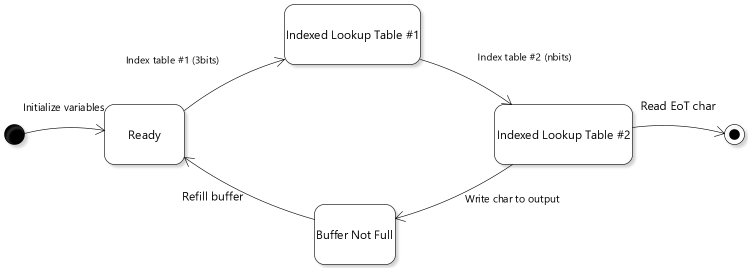 Indexed Lookup Table #1
Index table #1 (3bits)
Index table #2 (nbits)
Initialize variables
Read EoT char
Ready
Indexed Lookup Table #2
Refill buffer
Write char to output
Buffer Not Full